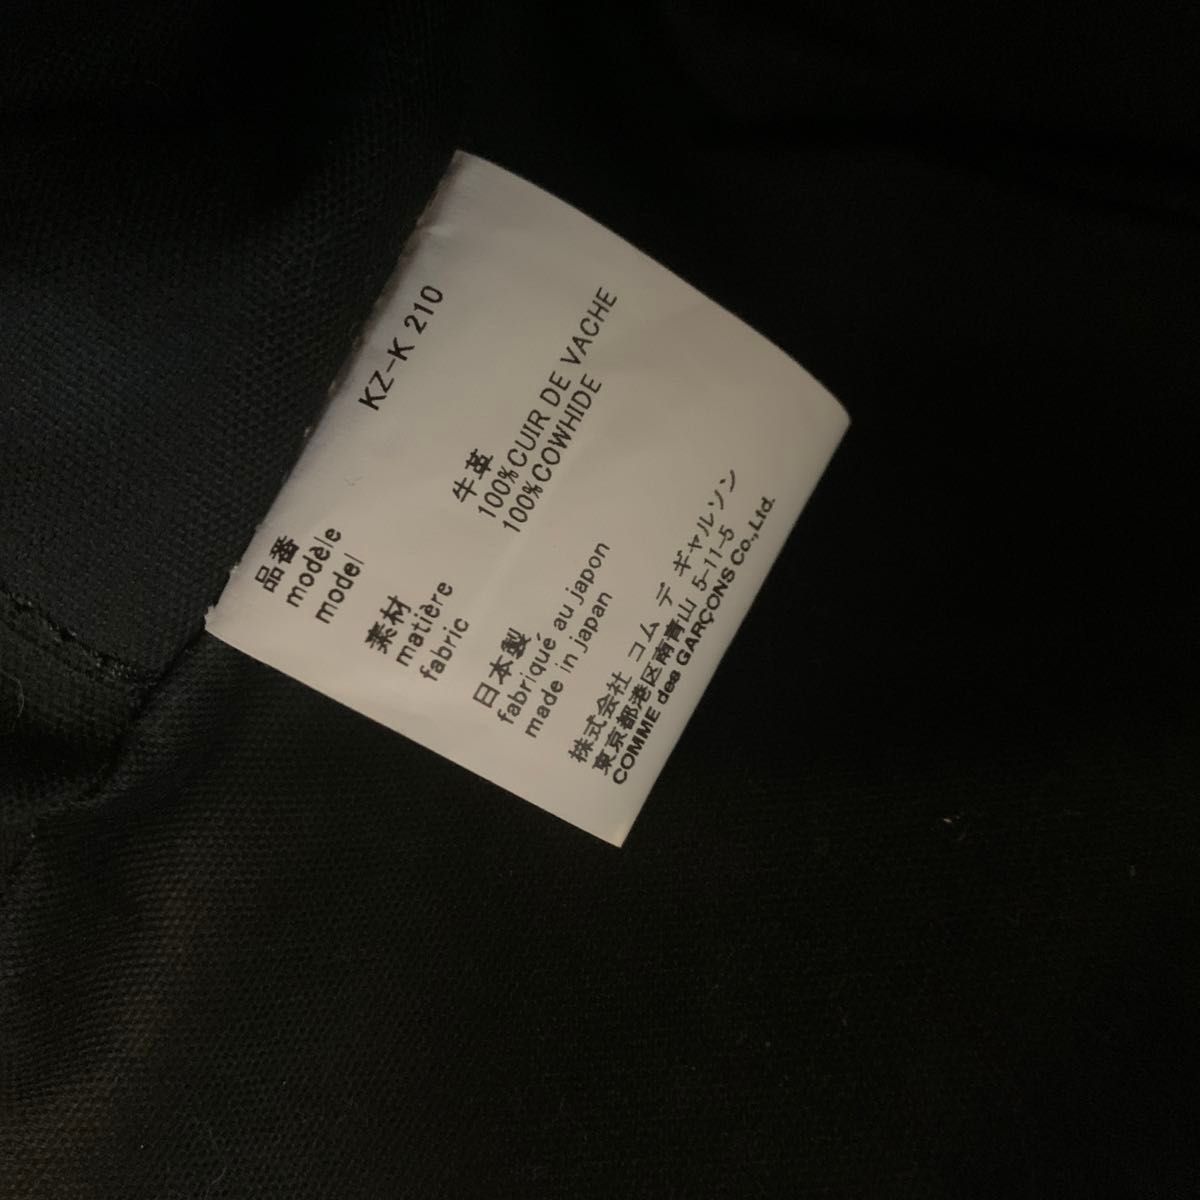 品番
modèle
model
KZ-K 210
素材
matière
fabric
牛革
100%CUIR DE VACHE
100%COWHIDE
日本製
fabriqué au japon
made in japan
株式会社 コム デ ギャルソン
東京都港区南青山 5-11-5
COMME des GARÇONS Co.,Ltd.